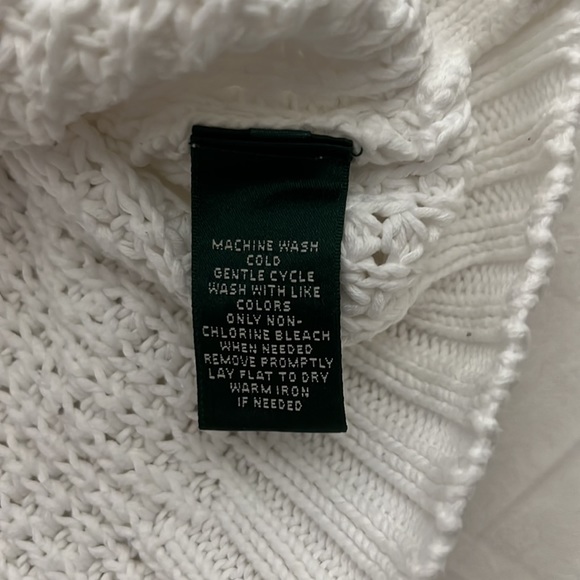 MACHINE WASH
COLD
GENTLE CYCLE
WASH WITH LIKE
COLORS
ONLY NON-
CHLORINE BLEACH
WHEN NEEDED
REMOVE PROMPTLY
LAY FLAT TO DRY
WARM IRON
IF NEEDED